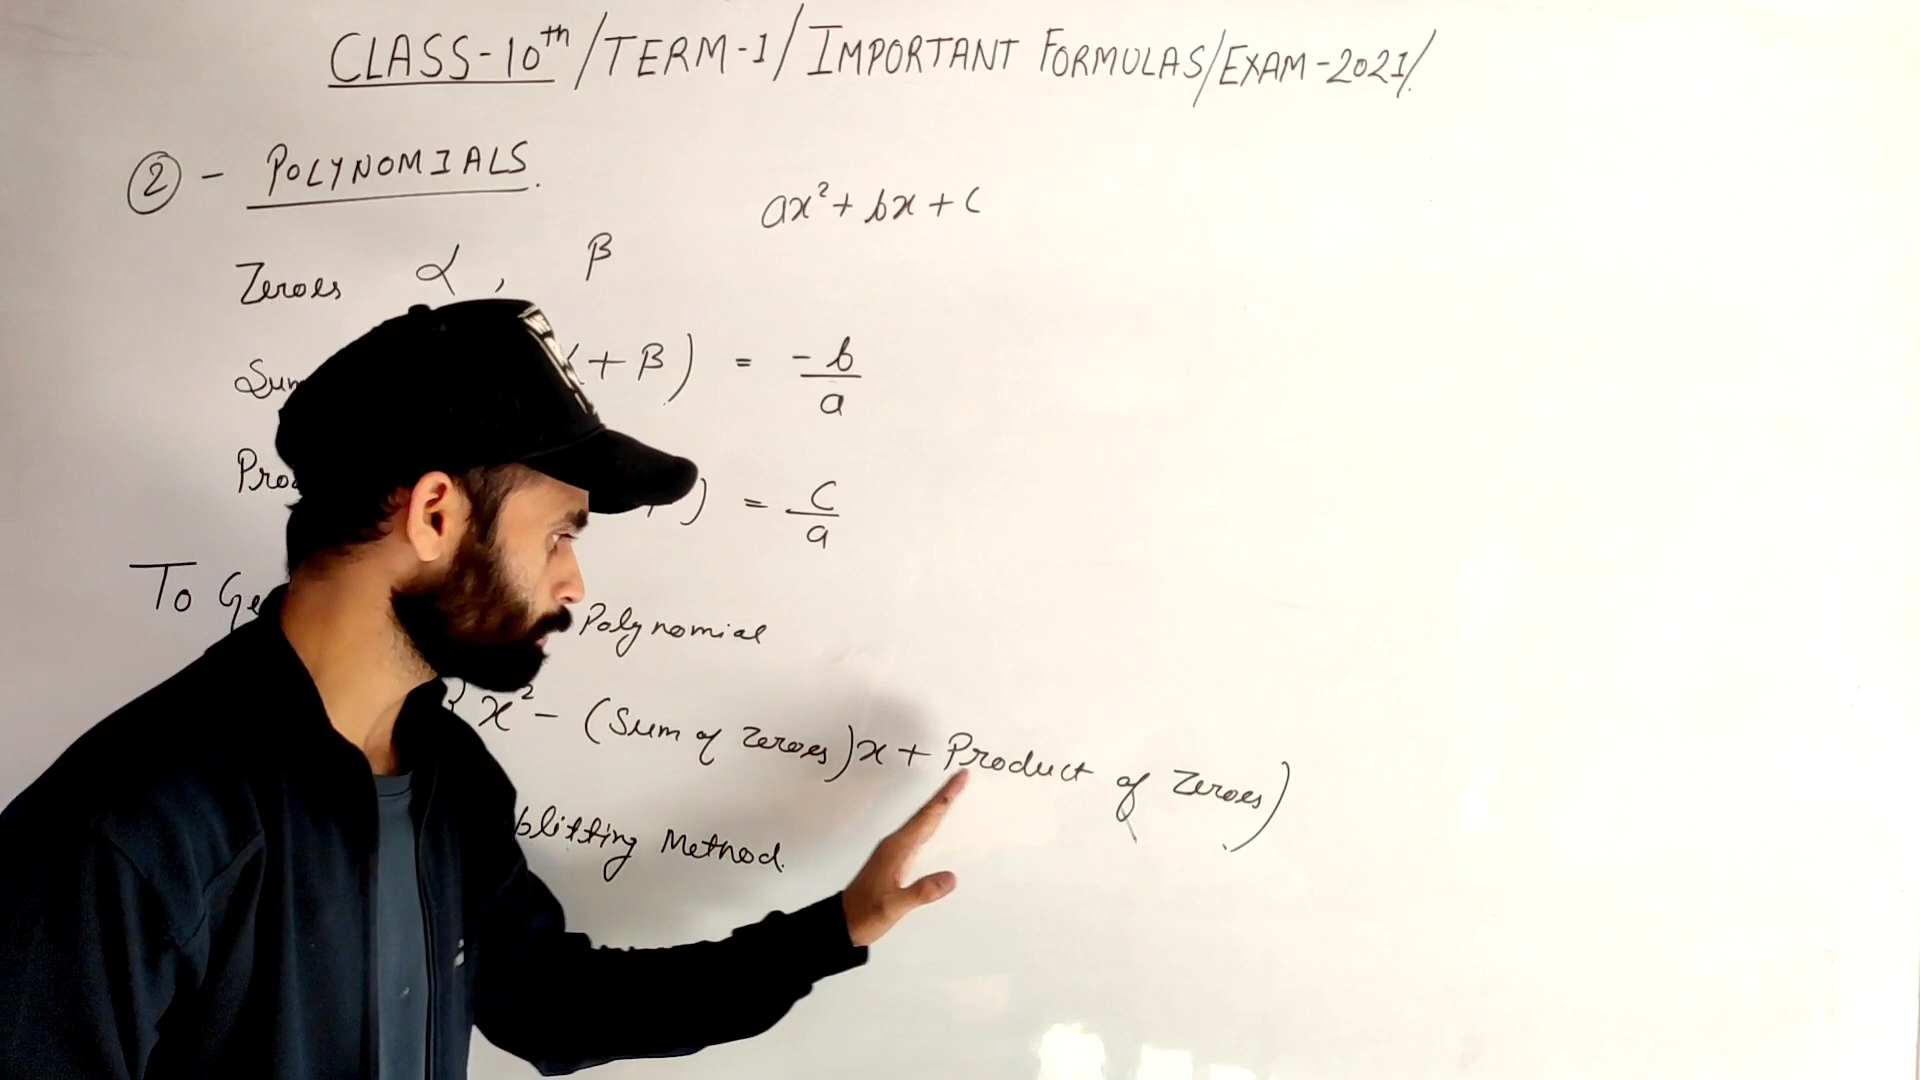 CLASS-10th/TERM-1/IMPORTANT FORMULAS/EXAM-2021/
② - POLYNOMIALS.
ax² + bx + c
Zeroes α , β
+ β) = -b/a
) = c/a
To Polynomial
x² - (Sum of Zeroes)x + Product of Zeroes)
Method.